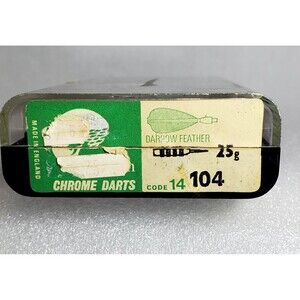 MADE IN ENGLAND
DARROW FEATHER
25g
CHROME DARTS
CODE 14 104